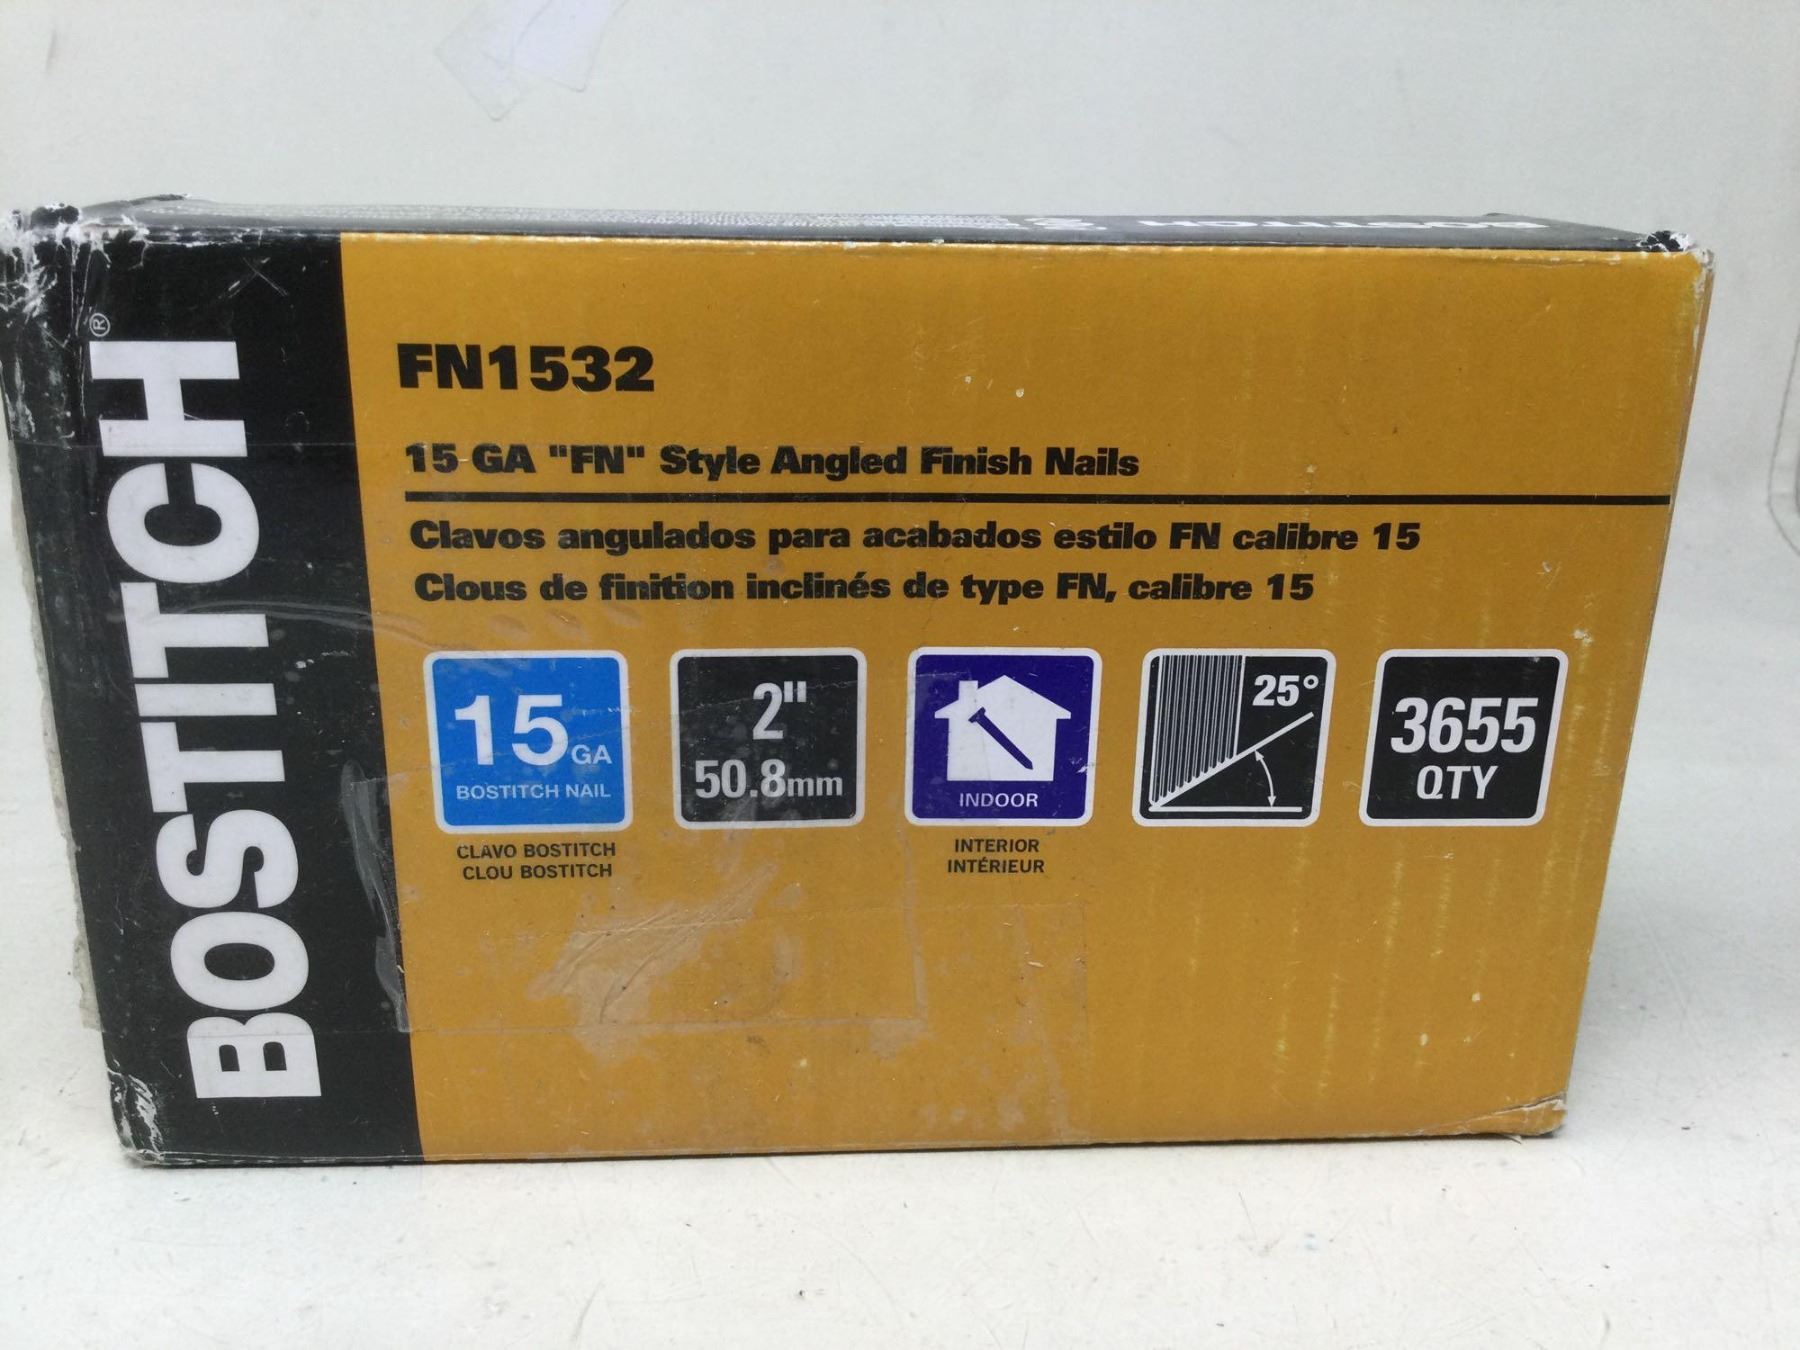 BOSTITCH
BOSTITCH®
FN1532
15 GA "FN" Style Angled Finish Nails
Clavos angulados para acabados estilo FN calibre 15
Clous de finition inclinés de type FN, calibre 15
15 GA
BOSTITCH NAIL
CLAVO BOSTITCH
CLOU BOSTITCH
2"
50.8mm
INDOOR
INTERIOR
INTÉRIEUR
25°
3655
QTY